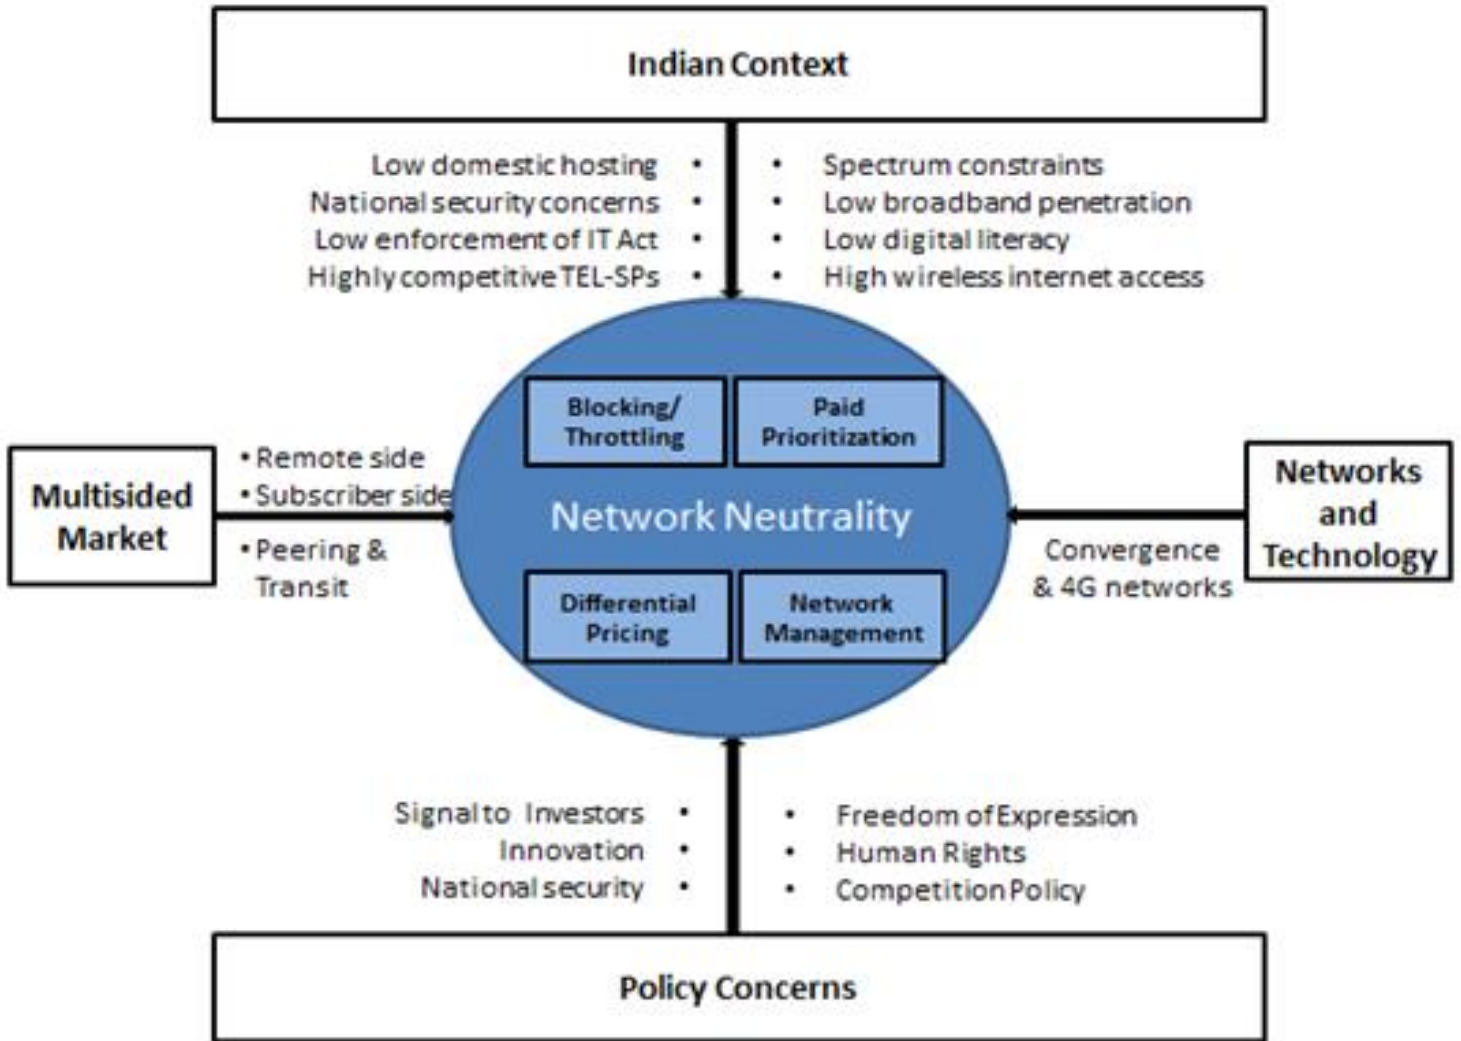 Indian Context
Low domestic hosting •
National security concerns •
Low enforcement of IT Act •
Highly competitive TEL-SPs •
• Spectrum constraints
• Low broadband penetration
• Low digital literacy
• High wireless internet access
Blocking/
Throttling
Paid
Prioritization
Multisided
Market
• Remote side
• Subscriber side
• Peering &
Transit
Network Neutrality
Networks
and
Technology
Convergence
& 4G networks
Differential
Pricing
Network
Management
Signal to Investors •
Innovation •
National security •
• Freedom of Expression
• Human Rights
• Competition Policy
Policy Concerns